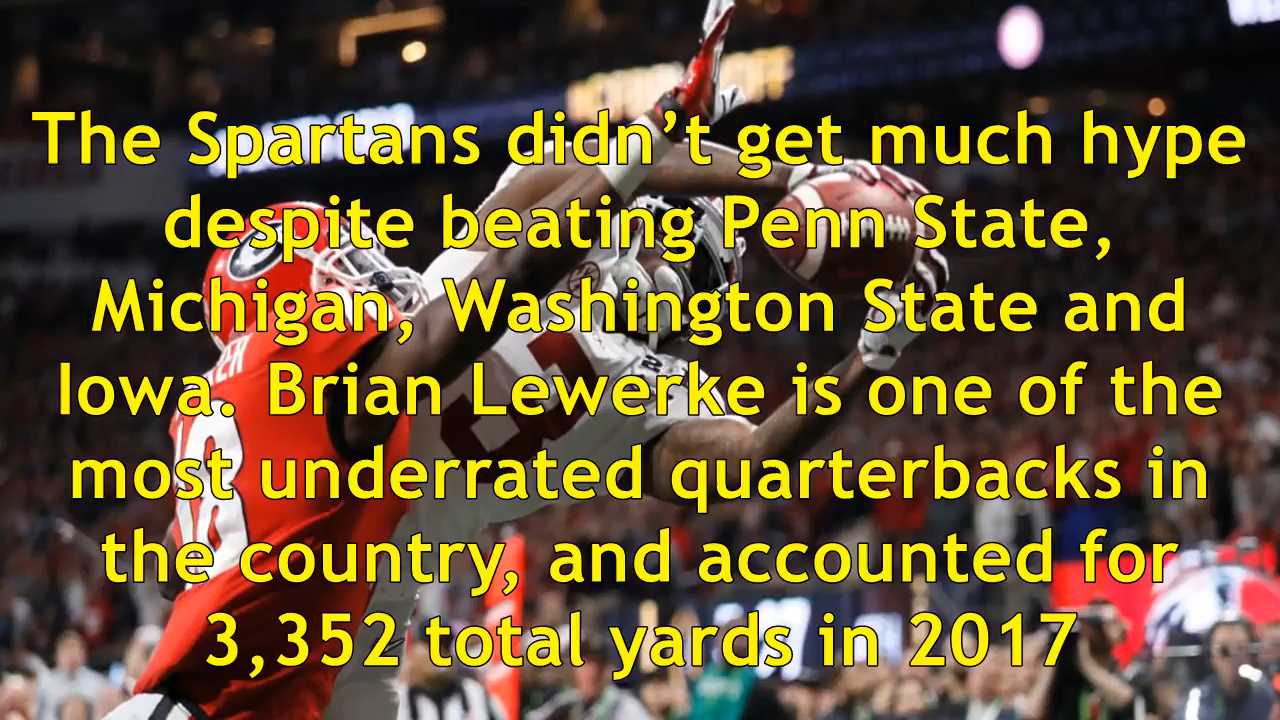 The Spartans didn’t get much hype
despite beating Penn State,
Michigan, Washington State and
Iowa. Brian Lewerke is one of the
most underrated quarterbacks in
the country, and accounted for
3,352 total yards in 2017